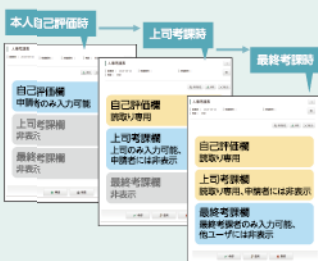 本人自己評価時
上司考課時
最終考課時
自己評価欄
申請者のみ入力可能
上司考課欄
非表示
最終考課欄
非表示
自己評価欄
読取り専用
上司考課欄
上司のみ入力可能、
申請者には非表示
最終考課欄
非表示
自己評価欄
読取り専用
上司考課欄
読取り専用、申請者には非表示
最終考課欄
最終考課者のみ入力可能、
他ユーザには非表示